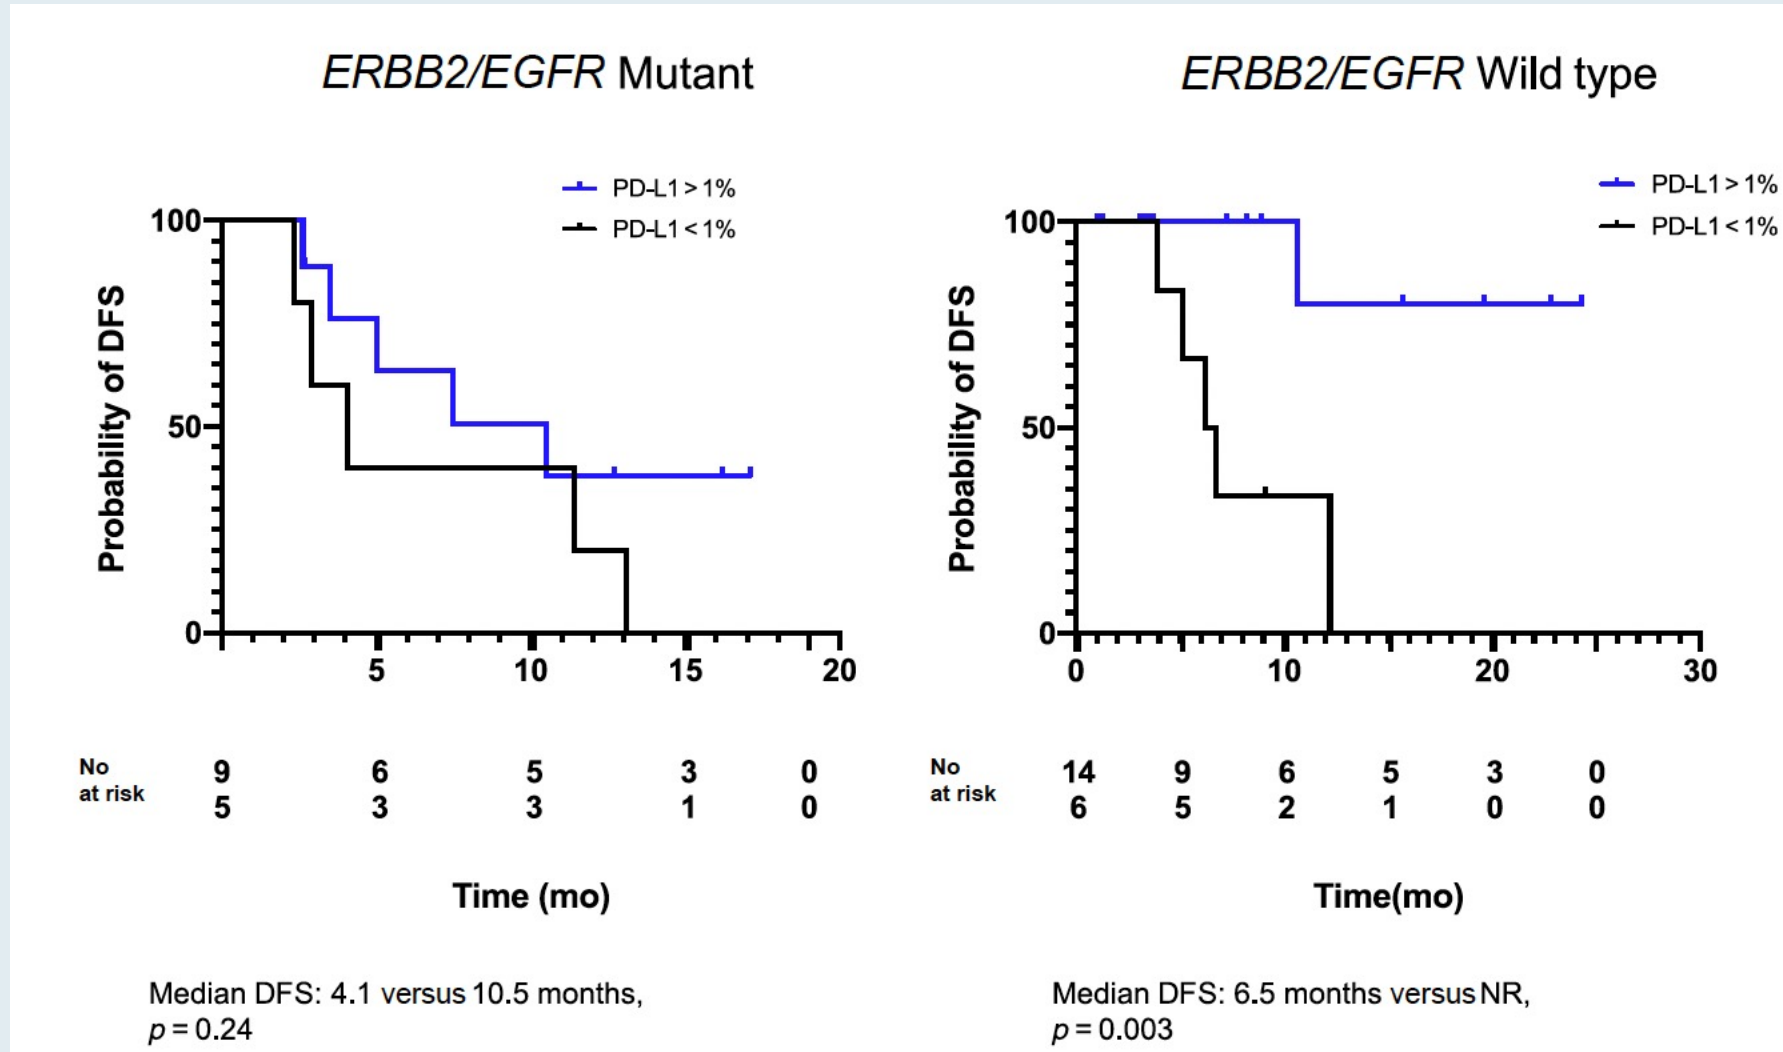 ERBB2/EGFR Mutant
PD-L1 > 1%
PD-L1 < 1%
Probability of DFS
100
50
0
5 10 15 20
No at risk
9 6 5 3 0
5 3 3 1 0
Time (mo)
Median DFS: 4.1 versus 10.5 months,
p = 0.24
ERBB2/EGFR Wild type
PD-L1 > 1%
PD-L1 < 1%
Probability of DFS
100
50
0
0 10 20 30
No at risk
14 9 6 5 3 0
6 5 2 1 0 0
Time(mo)
Median DFS: 6.5 months versus NR,
p = 0.003